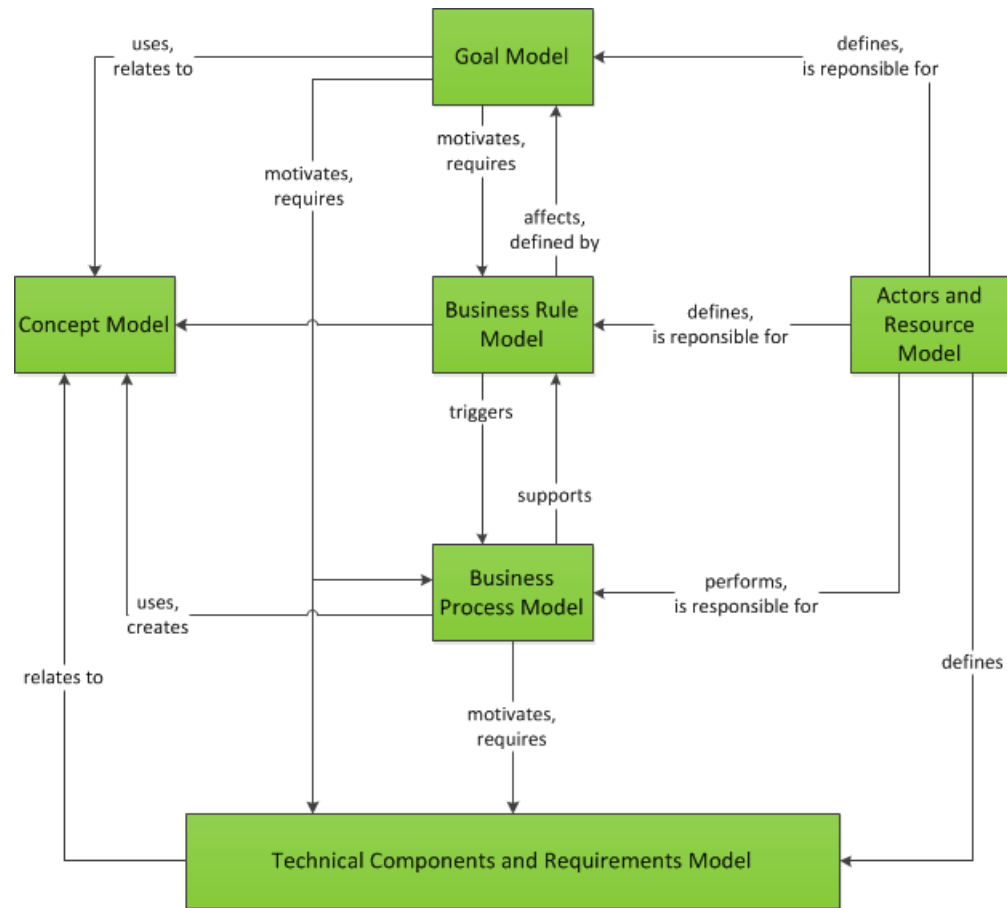 uses,
relates to
Goal Model
defines,
is reponsible for
motivates,
requires
motivates,
requires
affects,
defined by
Concept Model
Business Rule
Model
defines,
is reponsible for
Actors and
Resource
Model
triggers
supports
Business
Process Model
performs,
is responsible for
uses,
creates
relates to
defines
motivates,
requires
Technical Components and Requirements Model